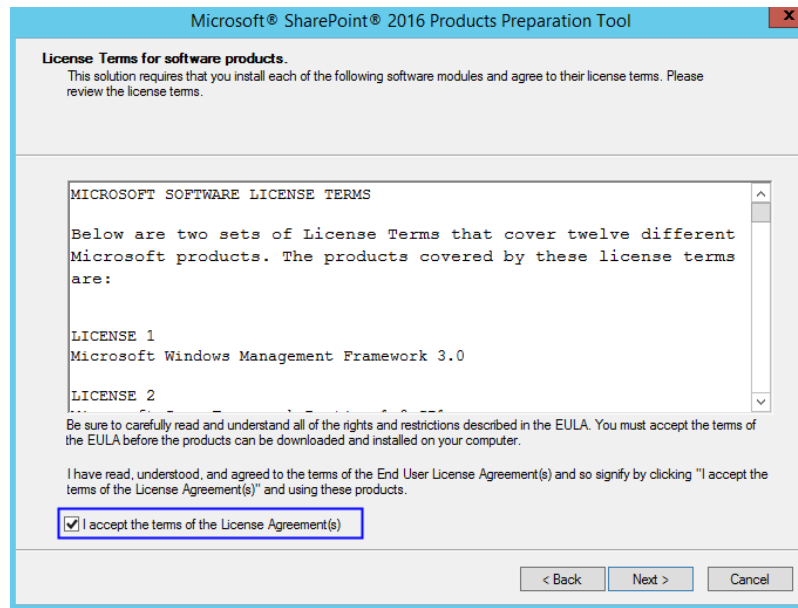 Microsoft® SharePoint® 2016 Products Preparation Tool
x
License Terms for software products.
This solution requires that you install each of the following software modules and agree to their license terms. Please
review the license terms.
MICROSOFT SOFTWARE LICENSE TERMS
Below are two sets of License Terms that cover twelve different
Microsoft products. The products covered by these license terms
are:
LICENSE 1
Microsoft Windows Management Framework 3.0
LICENSE 2
Be sure to carefully read and understand all of the rights and restrictions described in the EULA. You must accept the terms of
the EULA before the products can be downloaded and installed on your computer.
I have read, understood, and agreed to the terms of the End User License Agreement(s) and so signify by clicking "I accept the
terms of the License Agreement(s)" and using these products.
I accept the terms of the License Agreement(s)
< Back Next > Cancel